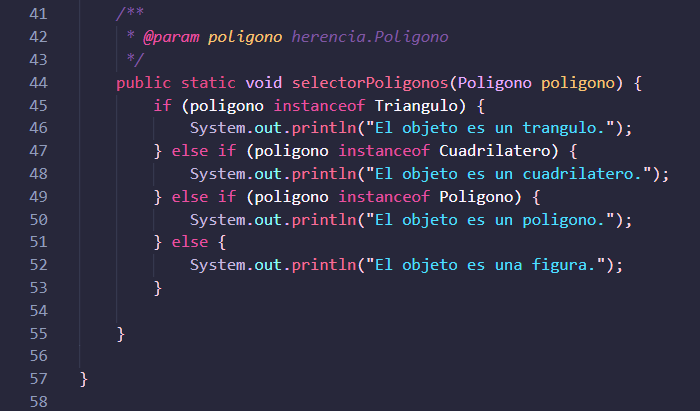 41 /**
42 * @param poligono herencia.Poligono
43 */
44 public static void selectorPoligonos(Poligono poligono) {
45 if (poligono instanceof Triangulo) {
46 System.out.println("El objeto es un trangulo.");
47 } else if (poligono instanceof Cuadrilatero) {
48 System.out.println("El objeto es un cuadrilatero.");
49 } else if (poligono instanceof Poligono) {
50 System.out.println("El objeto es un poligono.");
51 } else {
52 System.out.println("El objeto es una figura.");
53 }
54
55 }
56
57 }
58